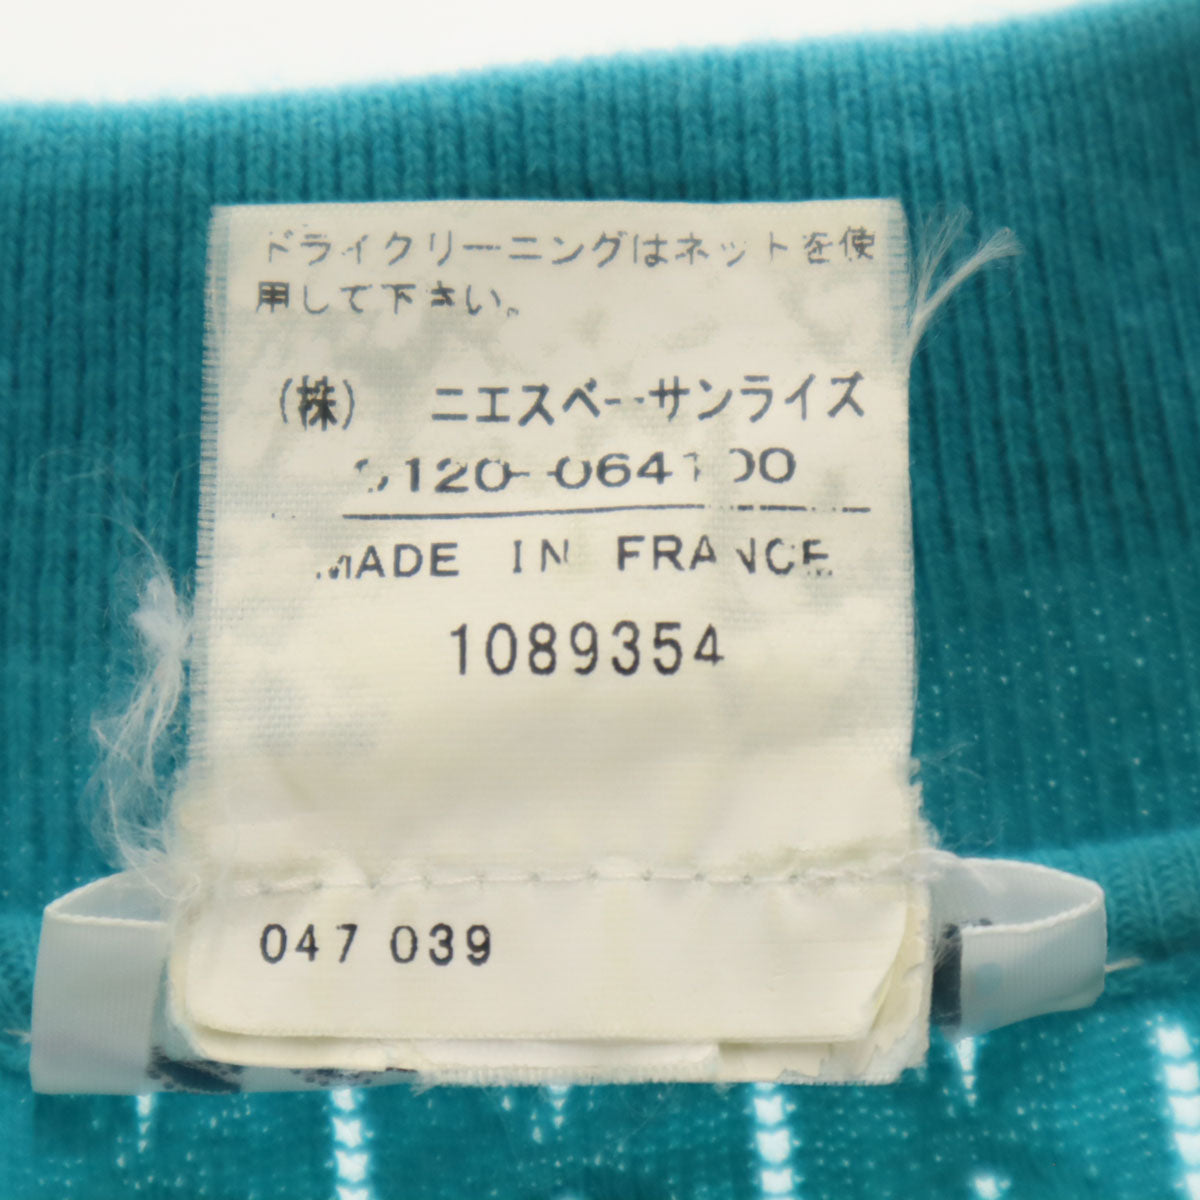 ドライクリーニングはネットを使
用して下さい。
(株) ニエスベーサンライズ
MADE IN FRANCE
1089354
047 039